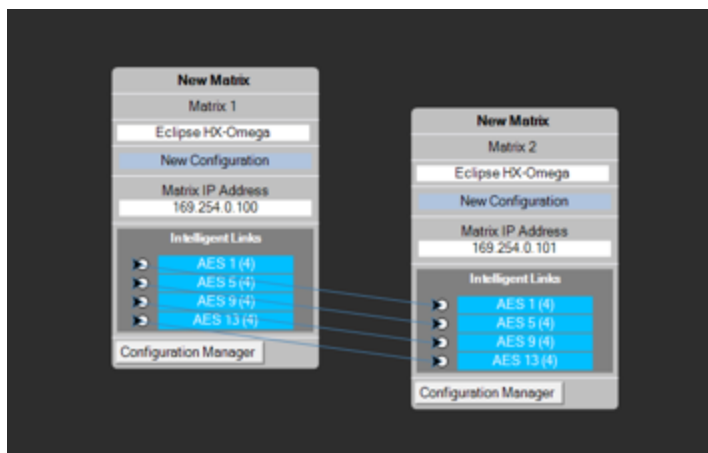 New Matrix
Matrix 1
Eclipse HX-Omega
New Configuration
Matrix IP Address
169.254.0.100
Intelligent Links
AES 1 (4)
AES 5 (4)
AES 9 (4)
AES 13 (4)
Configuration Manager
New Matrix
Matrix 2
Eclipse HX-Omega
New Configuration
Matrix IP Address
169.254.0.101
Intelligent Links
AES 1 (4)
AES 5 (4)
AES 9 (4)
AES 13 (4)
Configuration Manager